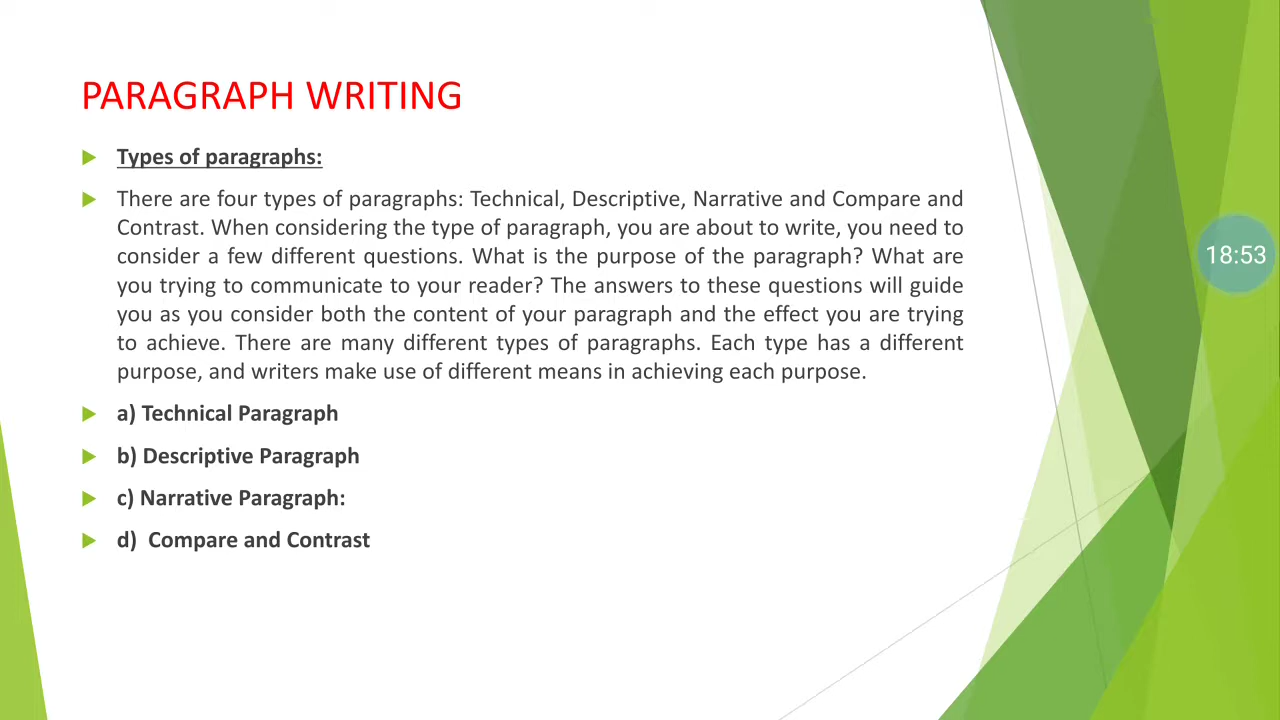 PARAGRAPH WRITING
Types of paragraphs:
There are four types of paragraphs: Technical, Descriptive, Narrative and Compare and
Contrast. When considering the type of paragraph, you are about to write, you need to
consider a few different questions. What is the purpose of the paragraph? What are
you trying to communicate to your reader? The answers to these questions will guide
you as you consider both the content of your paragraph and the effect you are trying
to achieve. There are many different types of paragraphs. Each type has a different
purpose, and writers make use of different means in achieving each purpose.
a) Technical Paragraph
b) Descriptive Paragraph
c) Narrative Paragraph:
d) Compare and Contrast
18:53